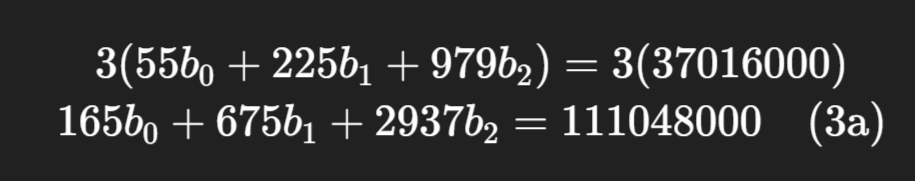 3(55b₀ + 225b₁ + 979b₂) = 3(37016000)
165b₀ + 675b₁ + 2937b₂ = 111048000 (3a)